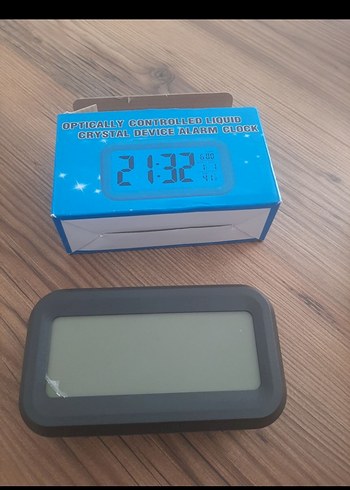 OPTICALLY CONTROLLED LIQUID
CRYSTAL DEVICE ALARM CLOCK
21:32